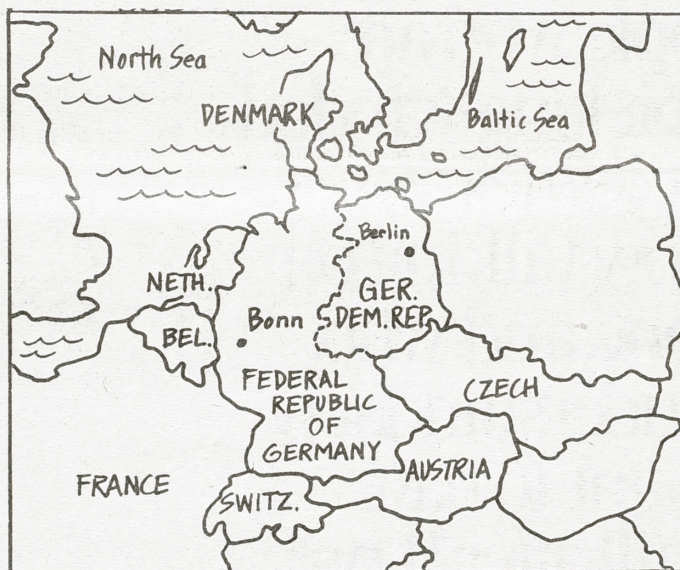 North Sea
DENMARK
Baltic Sea
Berlin
NETH.
GER.
DEM.REP.
Bonn
BEL.
FEDERAL
REPUBLIC
OF
GERMANY
CZECH
AUSTRIA
FRANCE
SWITZ.